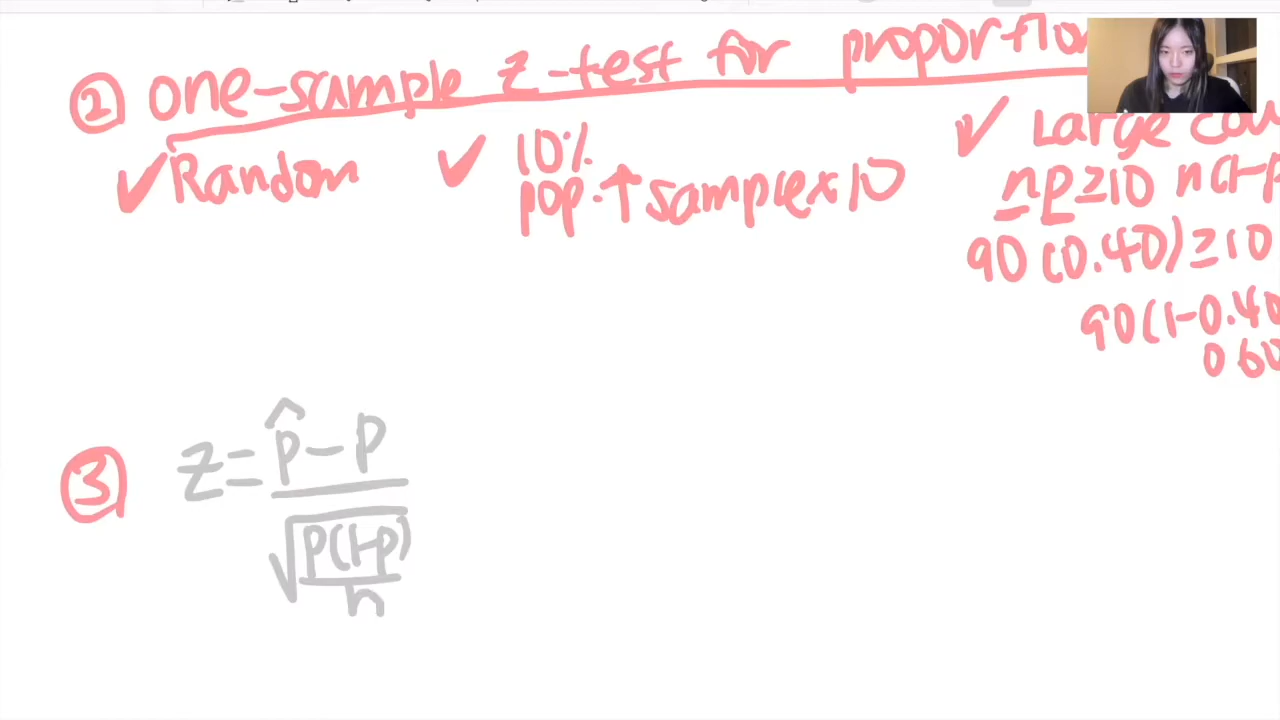 ② one-sample z-test for proportion
✓ Random ✓ 10% ✓ Large
pop. ↑ sample x 10 np ≥ 10 n(1-p
90 (0.40) ≥ 10
90(1-0.40
0.60
③ z = p̂ - p
√ p(1-p)
n